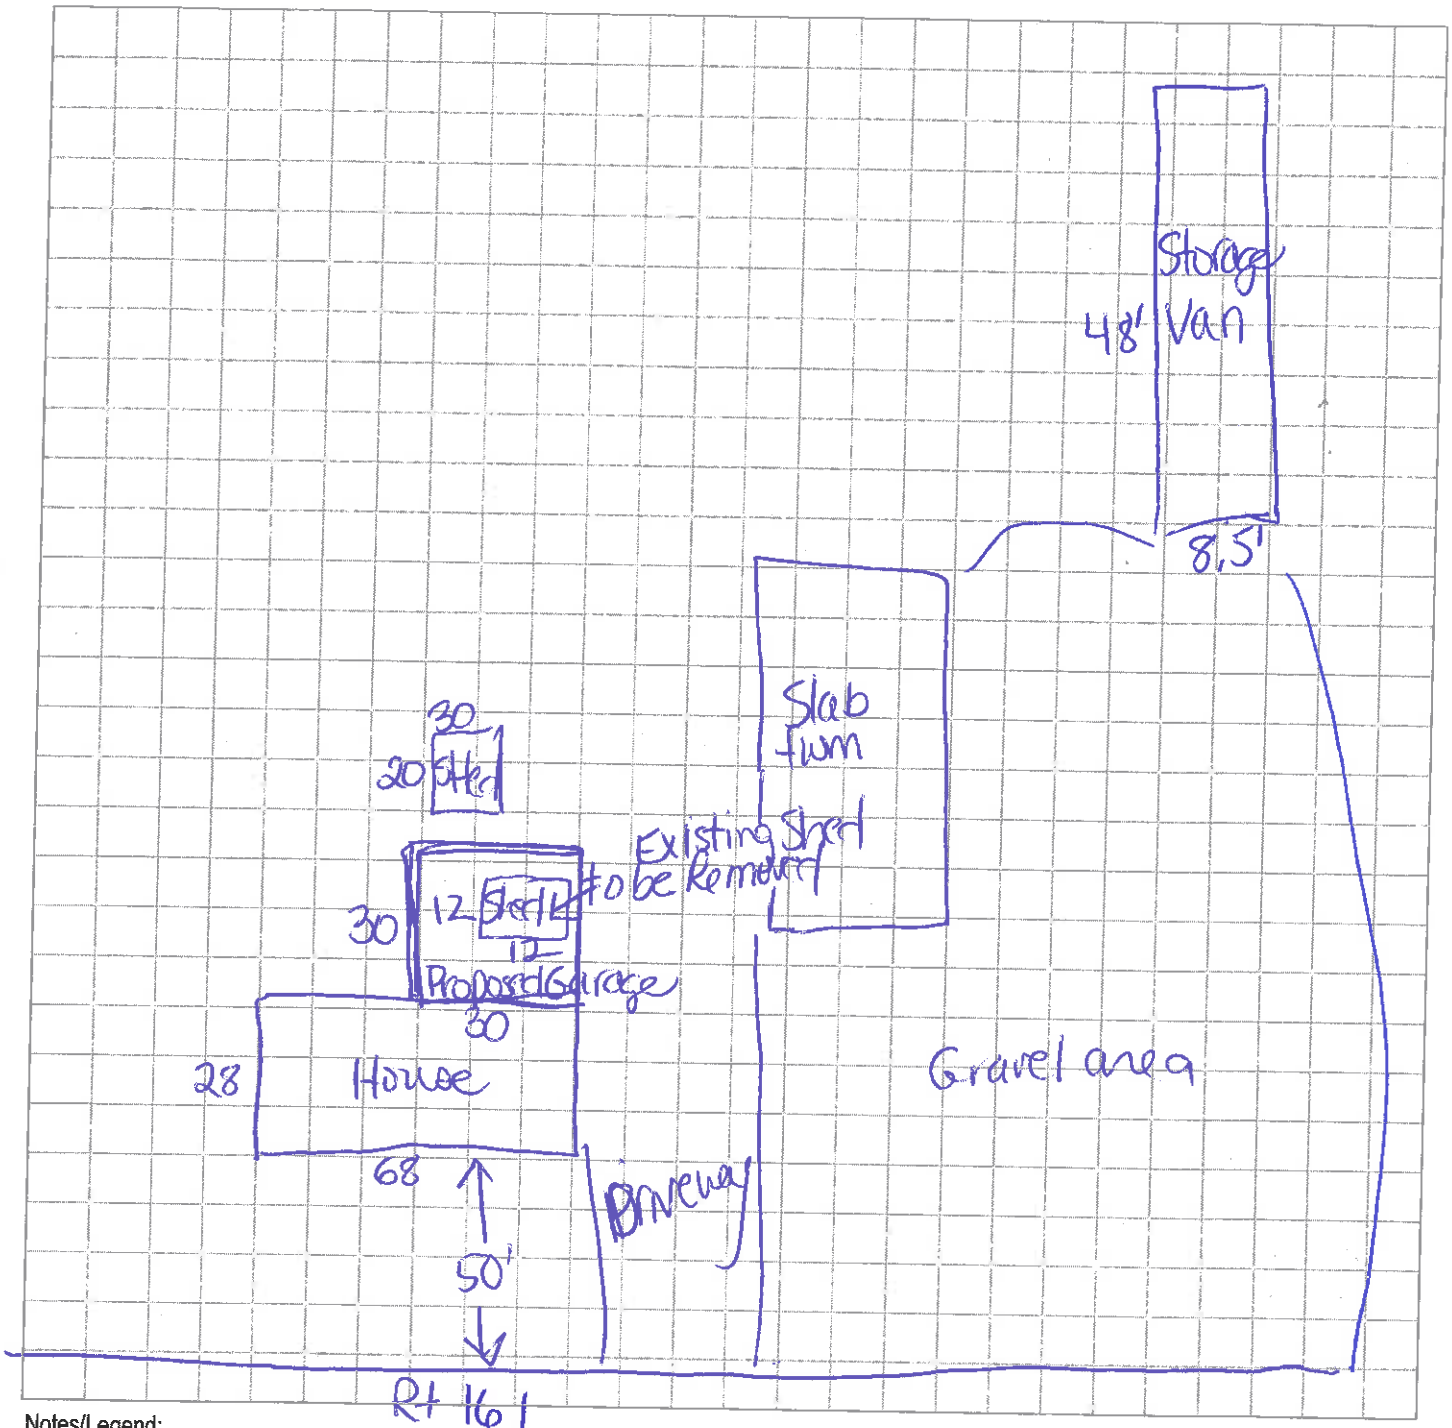 Storage
Van
48'
8.5'
Slab
30
20 Shed
Existing Shed
to be Removed
12 Shed
30
12
Proposed Garage
30
House
28
68
Driveway
Gravel area
50'
Rt 161
Notes/Legend: